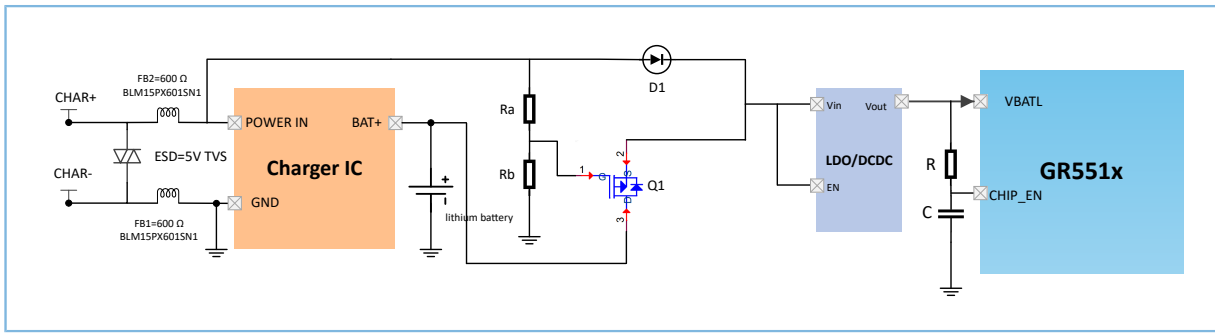 FB2=600 Ω
BLM15PX601SN1
CHAR+
POWER IN
BAT+
ESD=5V TVS
Charger IC
CHAR-
GND
FB1=600 Ω
BLM15PX601SN1
+
-
lithium battery
Ra
Rb
D1
1
G
2
S
Q1
D
3
Vin
Vout
LDO/DCDC
EN
VBATL
R
GR551x
CHIP_EN
C